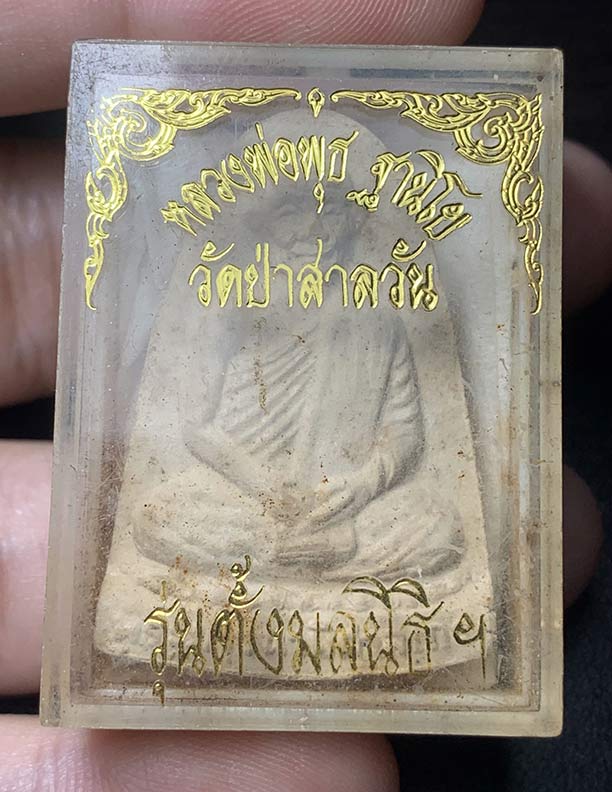 หลวงพ่อพุธ ฐานิโย
วัดป่าสาลวัน
รุ่นตั้งมูลนิธิ ฯ